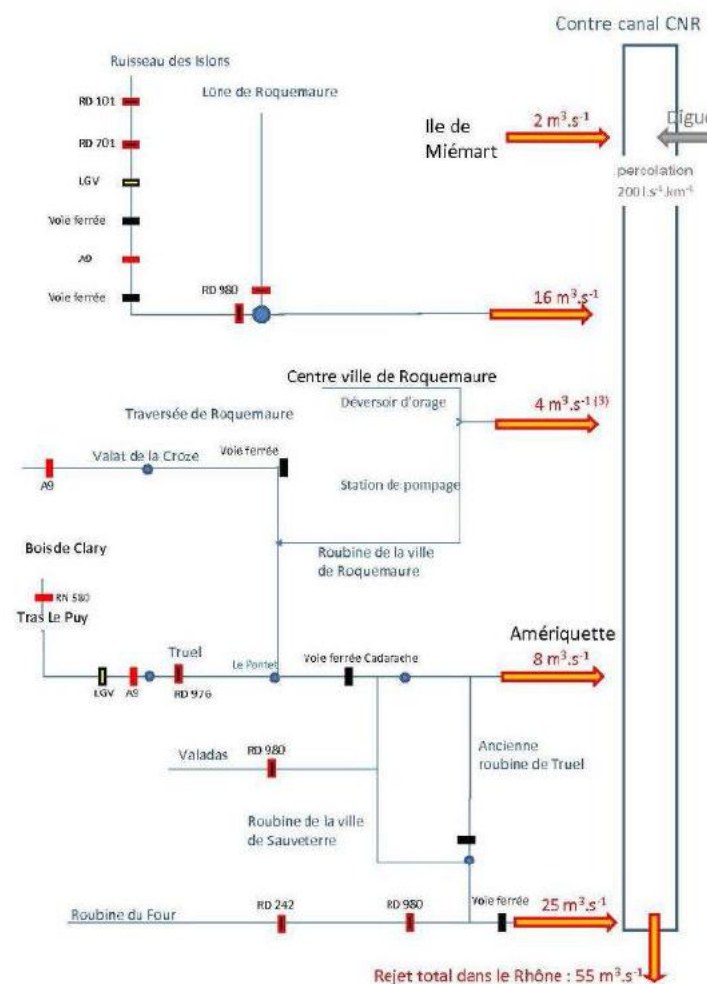 Contre canal CNR
Ruisseau des Islons
RD 101
Lône de Roquemaure
2 m³.s⁻¹
Ile de
Miémart
Digue
RD 701
LGV
percolation
200 l.s⁻¹.km⁻¹
Voie ferrée
A9
Voie ferrée
RD 980
16 m³.s⁻¹
Centre ville de Roquemaure
Déversoir d'orage
4 m³.s⁻¹ (3)
Traversée de Roquemaure
Voie ferrée
Valat de la Croze
A9
Station de pompage
Bois de Clary
Roubine de la ville
de Roquemaure
RN 580
Tras Le Puy
Amériquette
Truel
Le Pontet
Voie ferrée Cadarache
8 m³.s⁻¹
LGV
A9
RD 976
Valadas
RD 980
Ancienne
roubine de Truel
Roubine de la ville
de Sauveterre
RD 242
RD 980
Voie ferrée
25 m³.s⁻¹
Roubine du Four
Rejet total dans le Rhône : 55 m³.s⁻¹